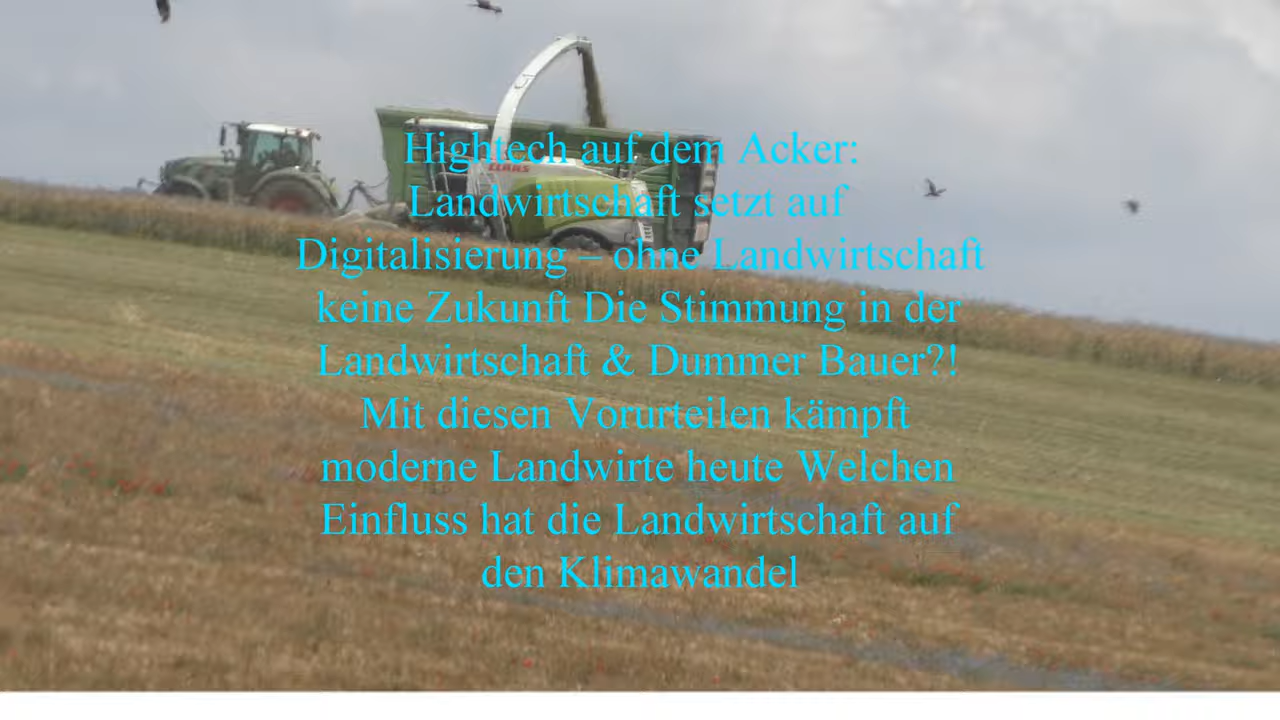 CLAAS
Hightech auf dem Acker:
Landwirtschaft setzt auf
Digitalisierung – ohne Landwirtschaft
keine Zukunft Die Stimmung in der
Landwirtschaft & Dummer Bauer?!
Mit diesen Vorurteilen kämpft
moderne Landwirte heute Welchen
Einfluss hat die Landwirtschaft auf
den Klimawandel